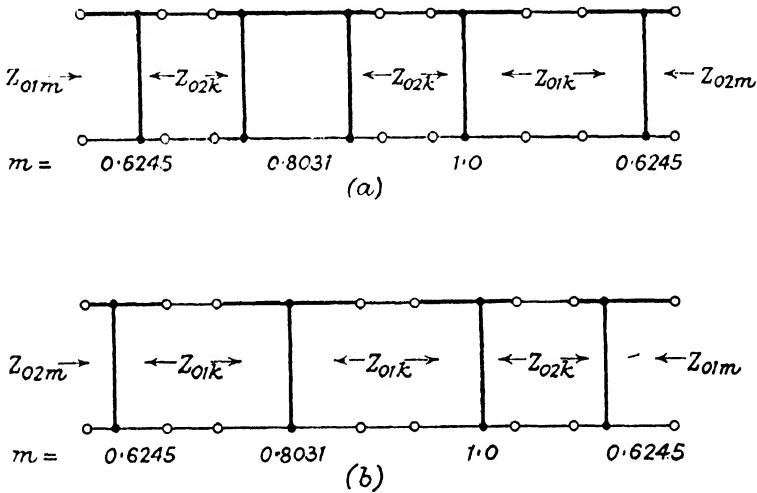 Z01m Z02k Z02k Z01k Z02m
m = 0.6245 0.8031 1.0 0.6245
(a)
Z02m Z01k Z01k Z02k Z01m
m = 0.6245 0.8031 1.0 0.6245
(b)